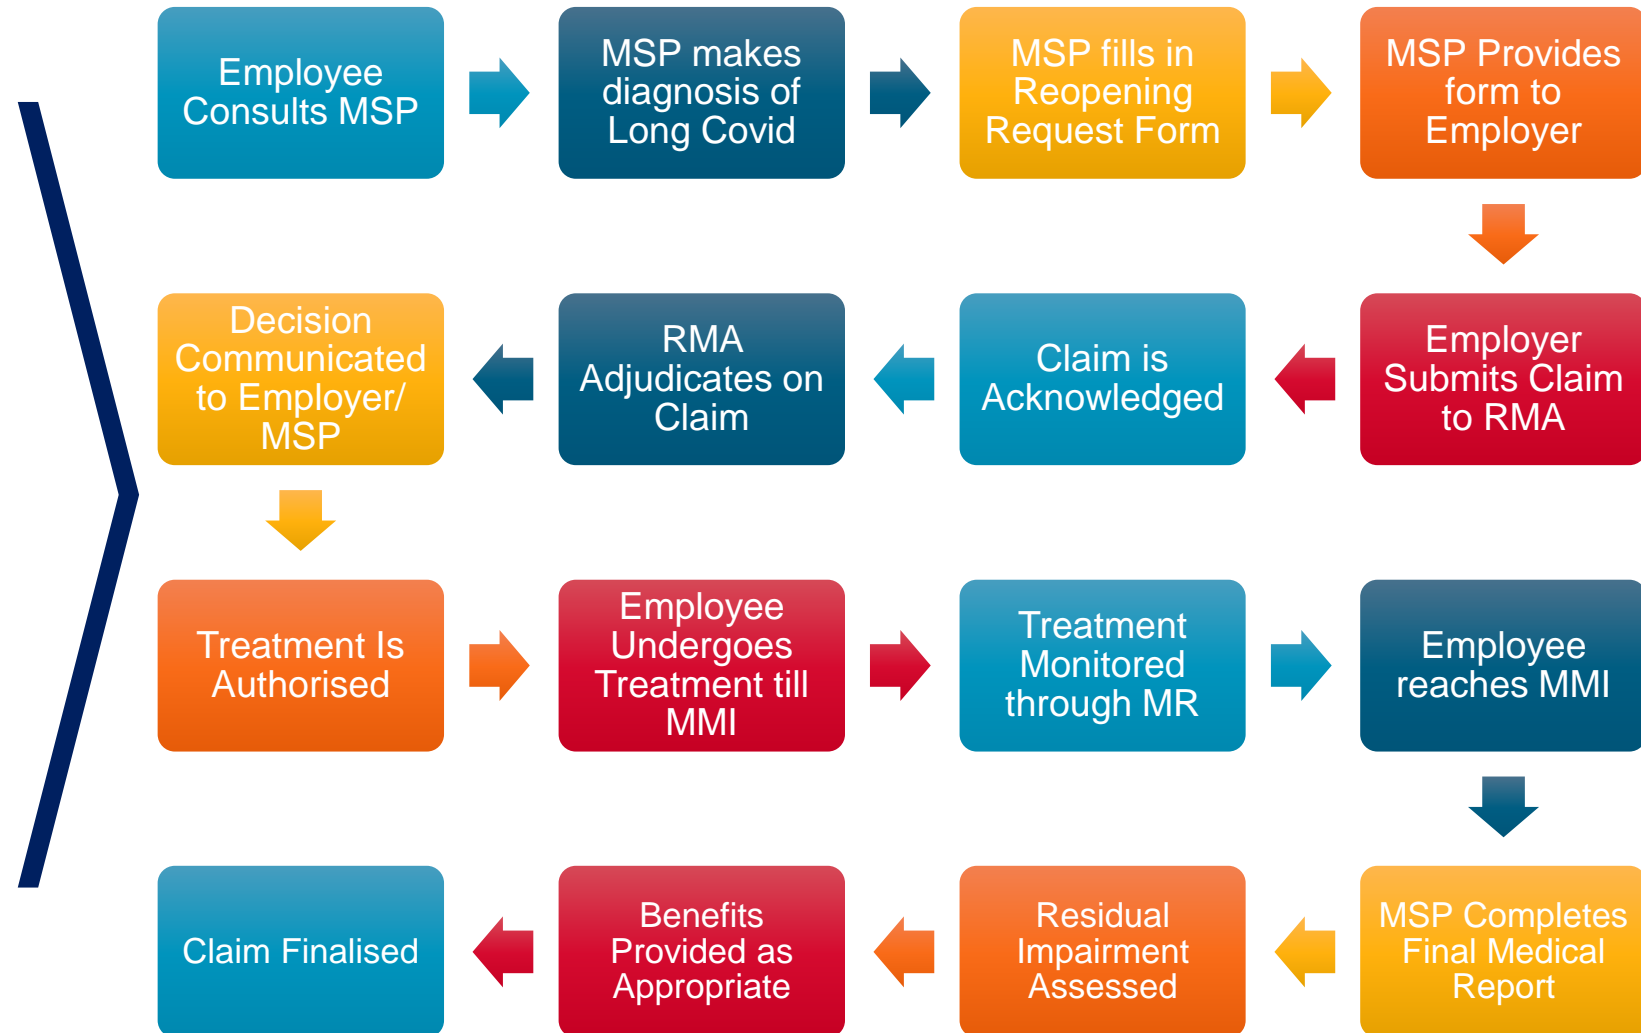 Employee
Consults MSP
MSP makes
diagnosis of
Long Covid
MSP fills in
Reopening
Request Form
MSP Provides
form to
Employer
Employer
Submits Claim
to RMA
Claim is
Acknowledged
RMA
Adjudicates on
Claim
Decision
Communicated
to Employer/
MSP
Treatment Is
Authorised
Employee
Undergoes
Treatment till
MMI
Treatment
Monitored
through MR
Employee
reaches MMI
MSP Completes
Final Medical
Report
Residual
Impairment
Assessed
Benefits
Provided as
Appropriate
Claim Finalised